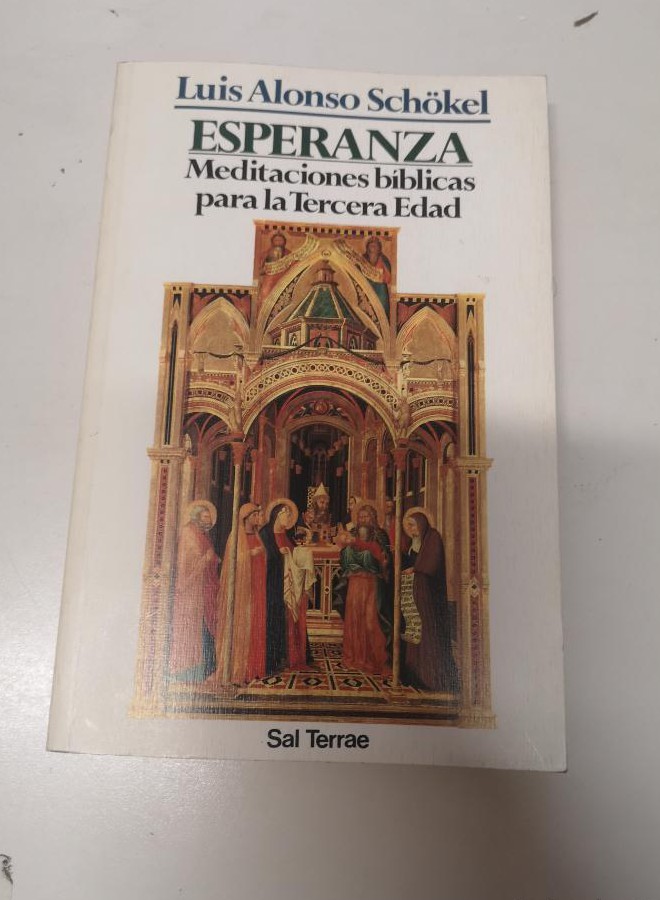 Luis Alonso Schökel
ESPERANZA
Meditaciones bíblicas
para la Tercera Edad
Sal Terrae